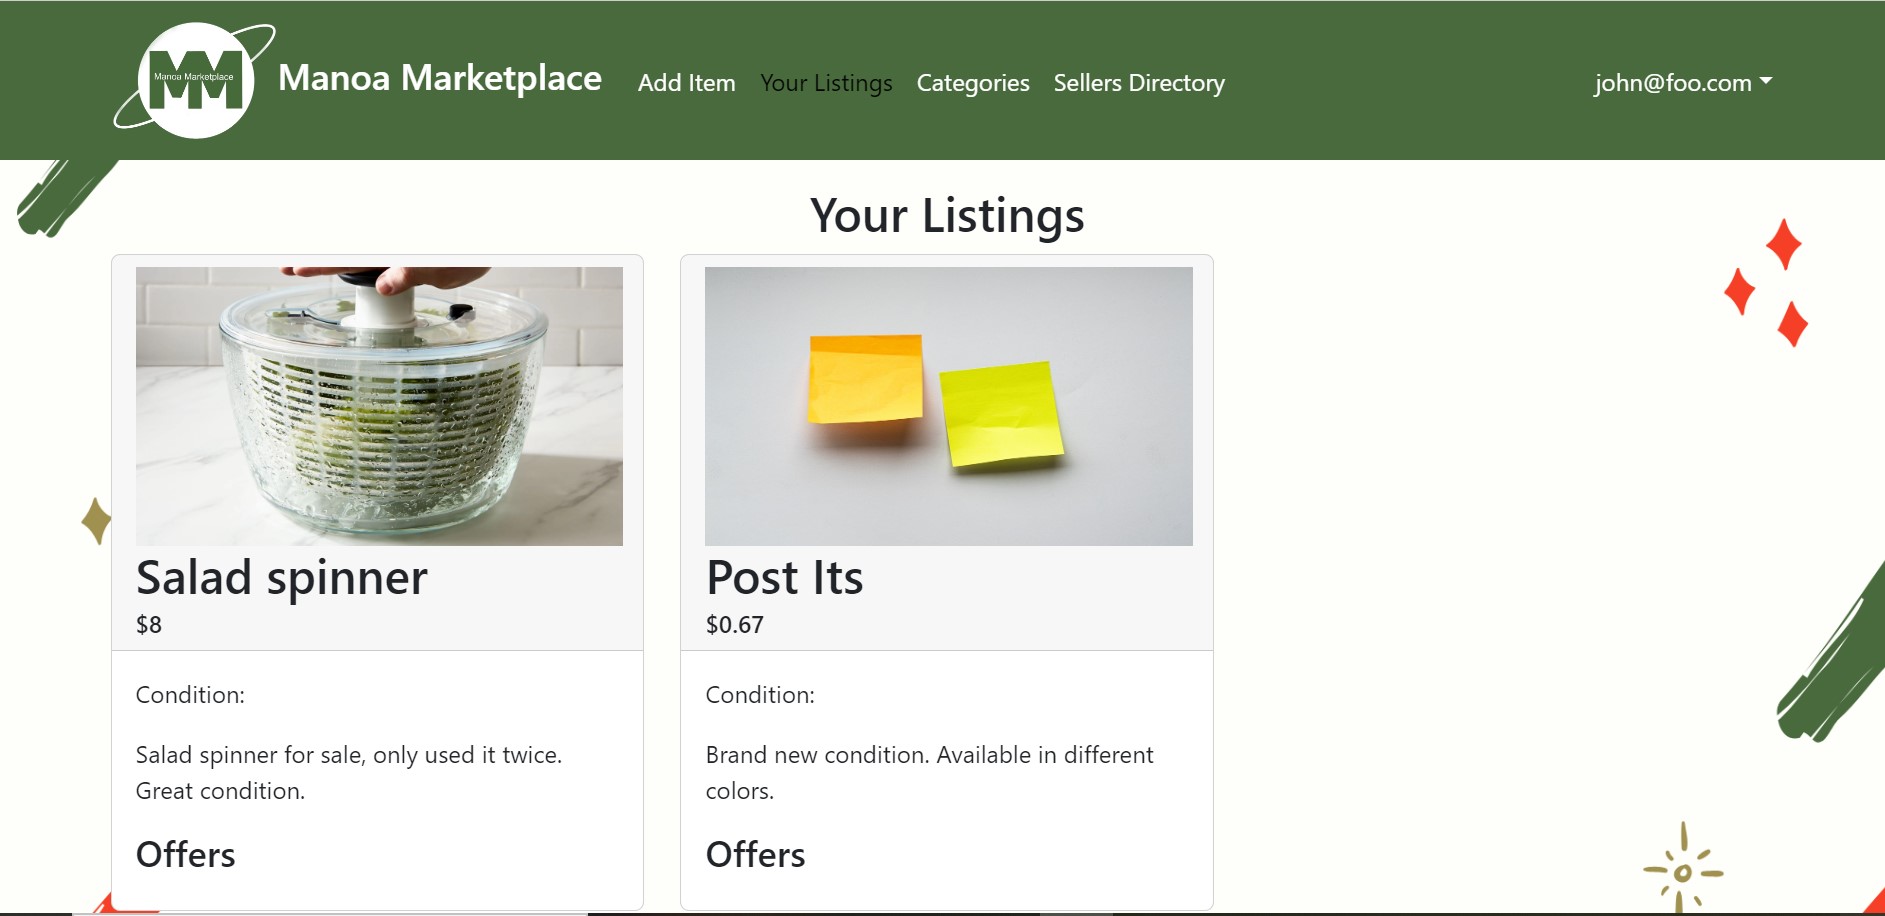 MM
Manoa Marketplace
Manoa Marketplace
Add Item
Your Listings
Categories
Sellers Directory
john@foo.com
Your Listings
Salad spinner
$8
Condition:
Salad spinner for sale, only used it twice.
Great condition.
Offers
Post Its
$0.67
Condition:
Brand new condition. Available in different
colors.
Offers